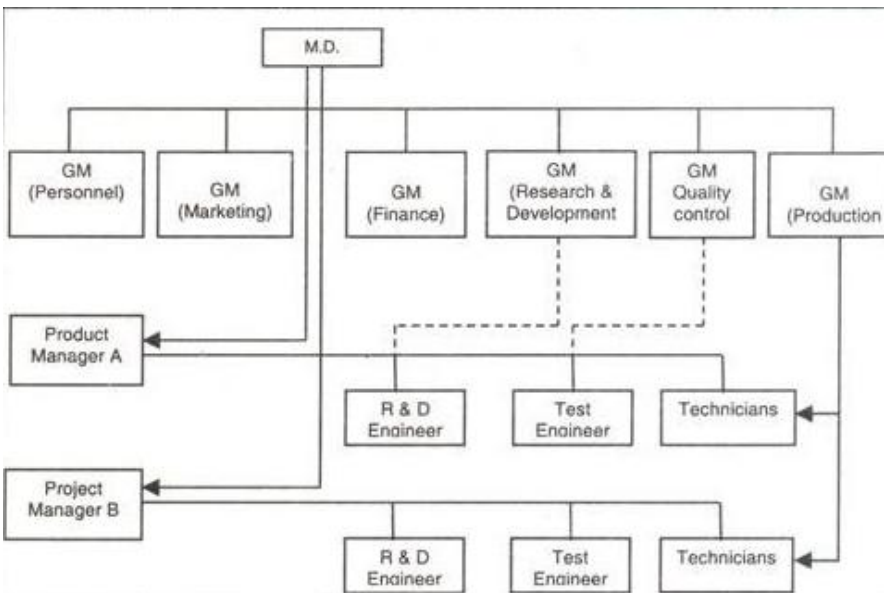 M.D.
GM
(Personnel)
GM
(Marketing)
GM
(Finance)
GM
(Research &
Development
GM
Quality
control
GM
(Production
Product
Manager A
R & D
Engineer
Test
Engineer
Technicians
Project
Manager B
R & D
Engineer
Test
Engineer
Technicians